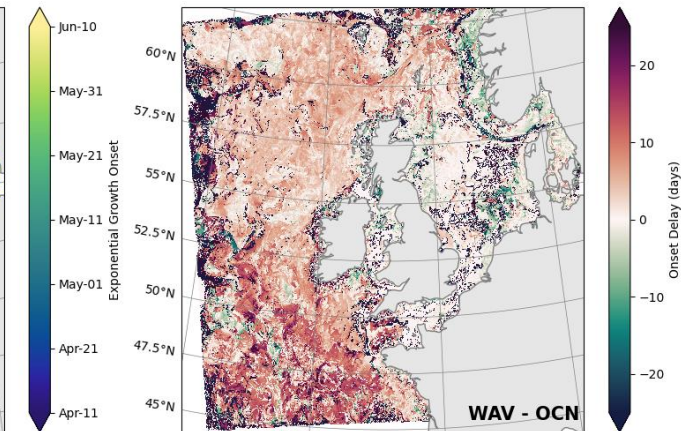 Jun-10
May-31
May-21
May-11
May-01
Apr-21
Apr-11
Exponential Growth Onset
60°N
57.5°N
55°N
52.5°N
50°N
47.5°N
45°N
WAV - OCN
20
10
0
−10
−20
Onset Delay (days)